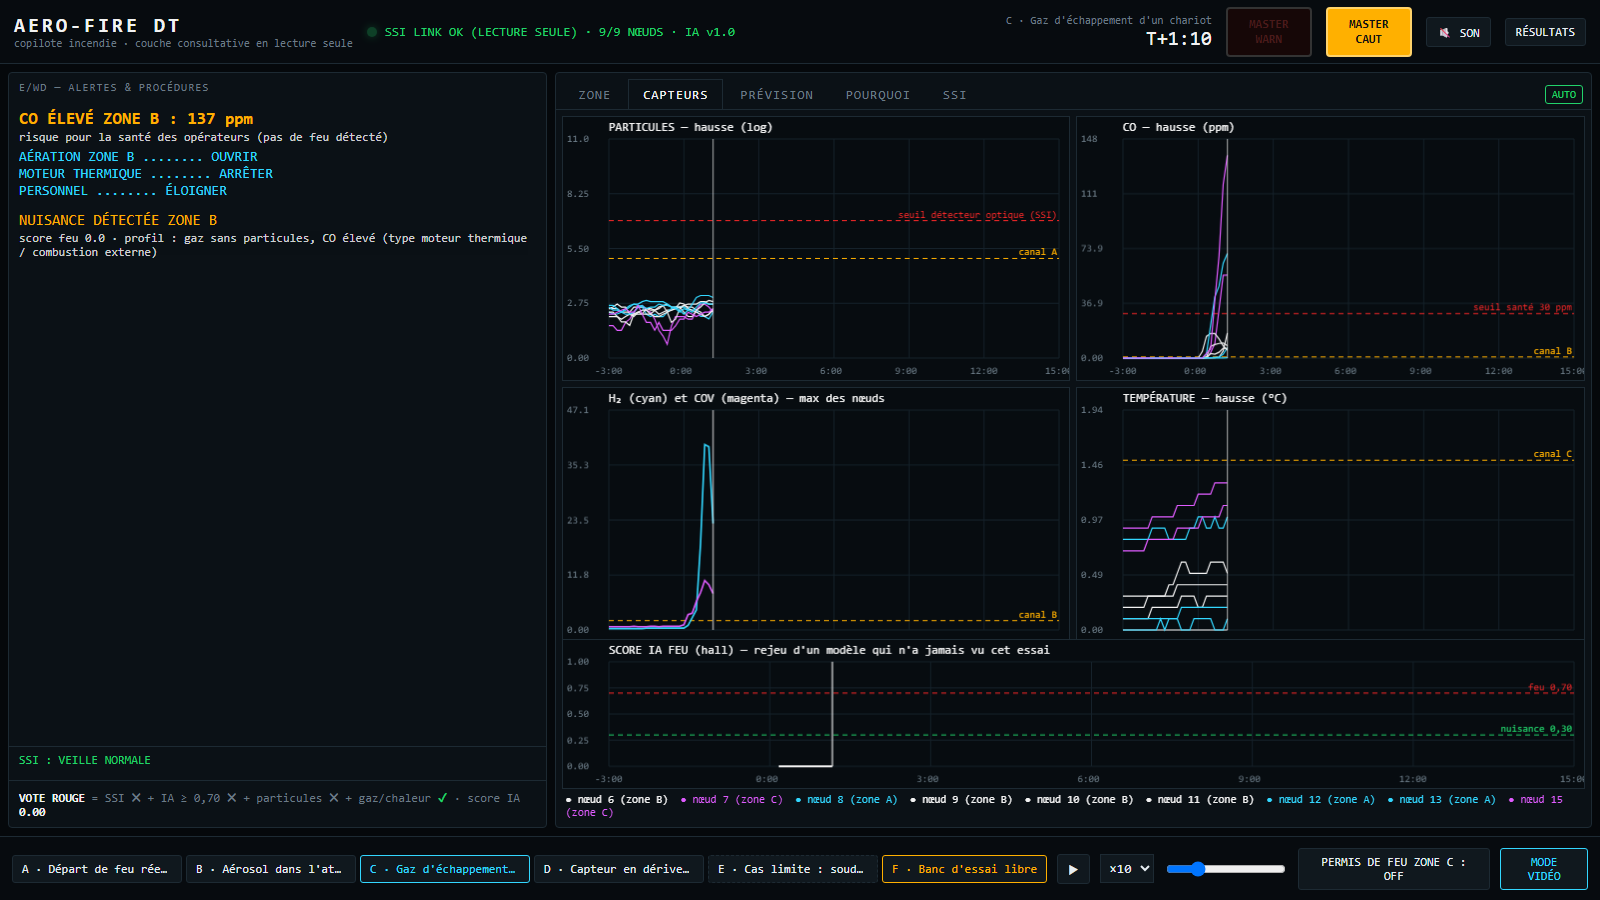 AERO-FIRE DT
copilote incendie · couche consultative en lecture seule
SSI LINK OK (LECTURE SEULE) · 9/9 NŒUDS · IA v1.0
C · Gaz d'échappement d'un chariot
T+1:10
MASTER
WARN
MASTER
CAUT
SON
RÉSULTATS
E/WD — ALERTES & PROCÉDURES
CO ÉLEVÉ ZONE B : 137 ppm
risque pour la santé des opérateurs (pas de feu détecté)
AÉRATION ZONE B ........ OUVRIR
MOTEUR THERMIQUE ........ ARRÊTER
PERSONNEL ........ ÉLOIGNER
NUISANCE DÉTECTÉE ZONE B
score feu 0.0 · profil : gaz sans particules, CO élevé (type moteur thermique
/ combustion externe)
SSI : VEILLE NORMALE
VOTE ROUGE = SSI ✕ + IA ≥ 0,70 ✕ + particules ✕ + gaz/chaleur ✓ · score IA
0.00
ZONE
CAPTEURS
PRÉVISION
POURQUOI
SSI
AUTO
PARTICULES — hausse (log)
11.0
8.25
5.50
2.75
0.00
seuil détecteur optique (SSI)
canal A
-3:00 0:00 3:00 6:00 9:00 12:00 15:00
CO — hausse (ppm)
148
111
73.9
36.9
0.00
seuil santé 30 ppm
canal B
-3:00 0:00 3:00 6:00 9:00 12:00 15:00
H₂ (cyan) et COV (magenta) — max des nœuds
47.1
35.3
23.5
11.8
0.00
canal B
TEMPÉRATURE — hausse (°C)
1.94
1.46
0.97
0.49
0.00
canal C
SCORE IA FEU (hall) — rejeu d'un modèle qui n'a jamais vu cet essai
1.00
0.75
0.50
0.25
0.00
feu 0,70
nuisance 0,30
-3:00 0:00 3:00 6:00 9:00 12:00 15:00
● nœud 6 (zone B) ● nœud 7 (zone C) ● nœud 8 (zone A) ● nœud 9 (zone B) ● nœud 10 (zone B) ● nœud 11 (zone B) ● nœud 12 (zone A) ● nœud 13 (zone A) ● nœud 15
(zone C)
A · Départ de feu rée…
B · Aérosol dans l'at…
C · Gaz d'échappement…
D · Capteur en dérive…
E · Cas limite : soud…
F · Banc d'essai libre
x10
PERMIS DE FEU ZONE C :
OFF
MODE
VIDÉO